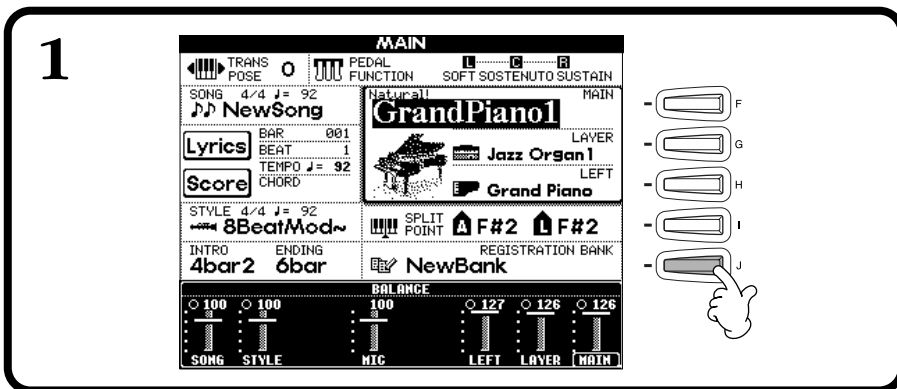 1
MAIN
TRANS POSE 0 PEDAL FUNCTION L C R SOFT SOSTENUTO SUSTAIN
SONG 4/4 ♩= 92
NewSong
Natural! MAIN
GrandPiano1
Lyrics BAR 001
BEAT 1
LAYER
Jazz Organ1
Score TEMPO ♩= 92
CHORD
LEFT
Grand Piano
STYLE 4/4 ♩= 92
8BeatMod~
SPLIT POINT A F#2 L F#2
INTRO ENDING
4bar2 6bar
REGISTRATION BANK
NewBank
BALANCE
100 100 100 127 126 126
SONG STYLE MIC LEFT LAYER MAIN
F
G
H
I
J